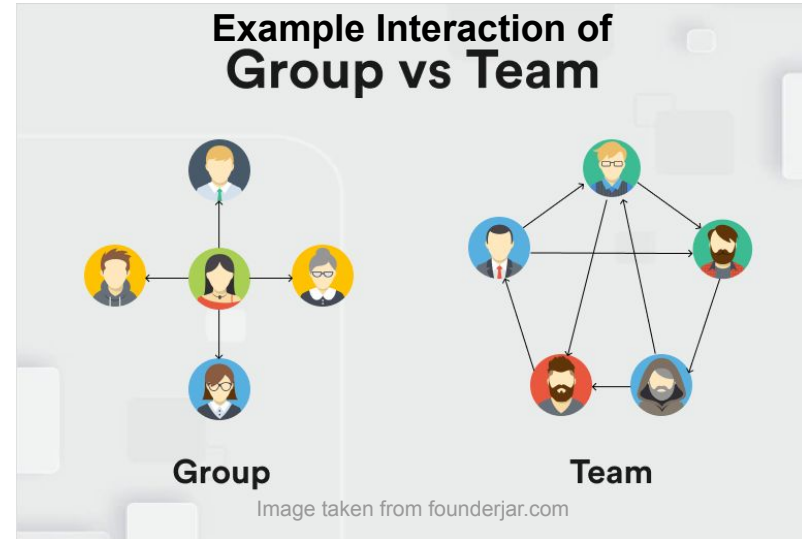 Example Interaction of
Group vs Team
Group
Team
Image taken from founderjar.com